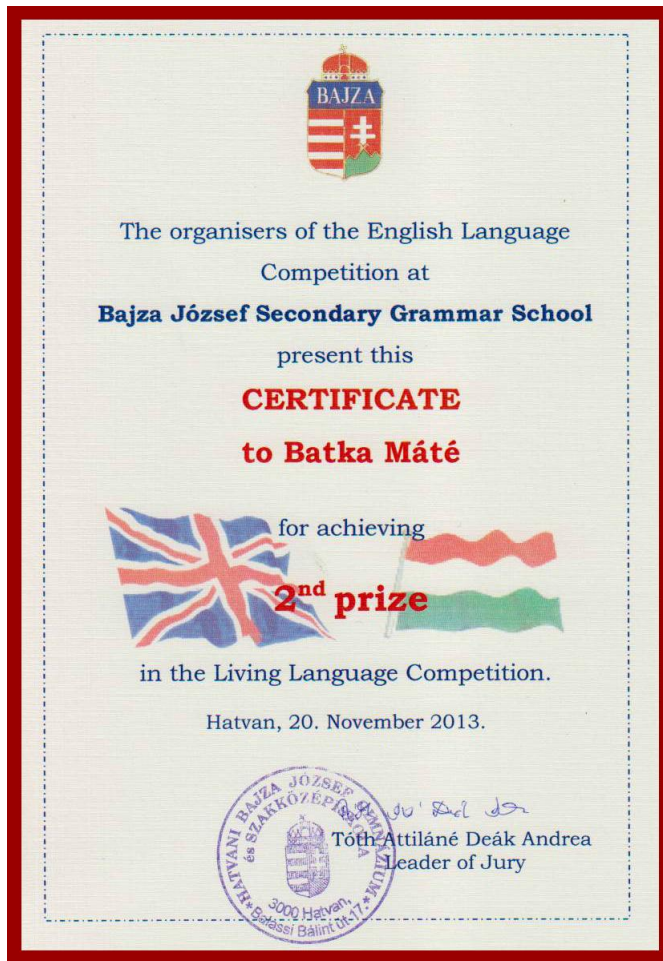 BAJZA
The organisers of the English Language
Competition at
Bajza József Secondary Grammar School
present this
CERTIFICATE
to Batka Máté
for achieving
2nd prize
in the Living Language Competition.
Hatvan, 20. November 2013.
HATVANI BAJZA JÓZSEF GIMNÁZIUM
és SZAKKÖZÉPISKOLA
3000 Hatvan,
Balassi Bálint út 17.
Tóth Attiláné Deák Andrea
Leader of Jury